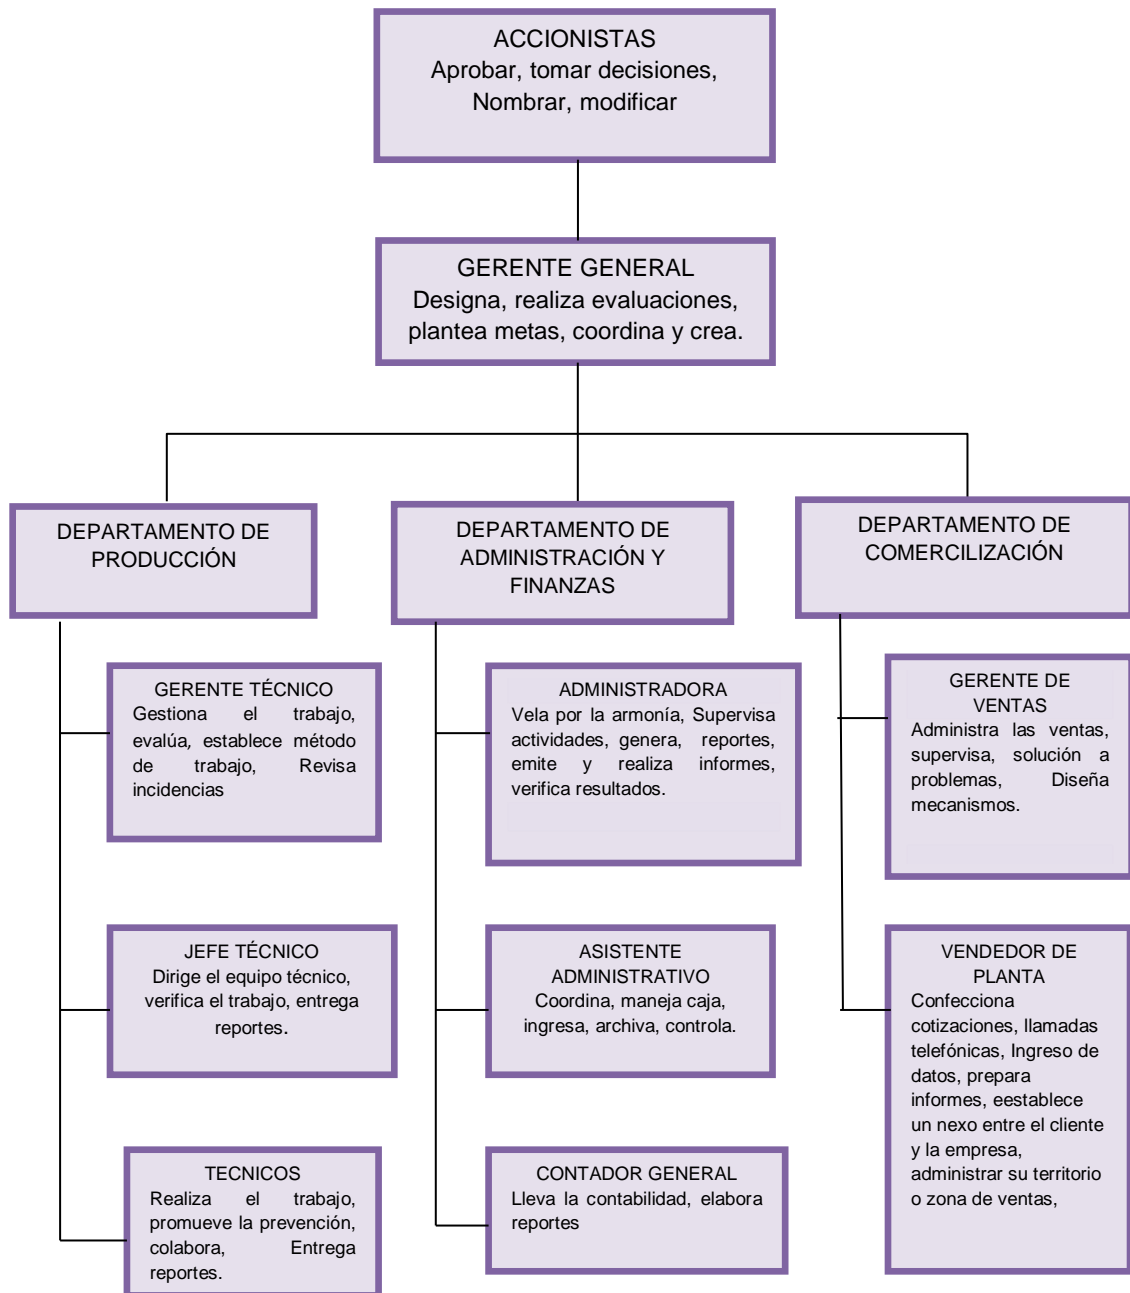 ACCIONISTAS
Aprobar, tomar decisiones,
Nombrar, modificar
GERENTE GENERAL
Designa, realiza evaluaciones,
plantea metas, coordina y crea.
DEPARTAMENTO DE
PRODUCCIÓN
GERENTE TÉCNICO
Gestiona el trabajo,
evalúa, establece método
de trabajo, Revisa
incidencias
JEFE TÉCNICO
Dirige el equipo técnico,
verifica el trabajo, entrega
reportes.
TECNICOS
Realiza el trabajo,
promueve la prevención,
colabora, Entrega
reportes.
DEPARTAMENTO DE
ADMINISTRACIÓN Y
FINANZAS
ADMINISTRADORA
Vela por la armonía, Supervisa
actividades, genera, reportes,
emite y realiza informes,
verifica resultados.
ASISTENTE
ADMINISTRATIVO
Coordina, maneja caja,
ingresa, archiva, controla.
CONTADOR GENERAL
Lleva la contabilidad, elabora
reportes
DEPARTAMENTO DE
COMERCILIZACIÓN
GERENTE DE
VENTAS
Administra las ventas,
supervisa, solución a
problemas, Diseña
mecanismos.
VENDEDOR DE
PLANTA
Confecciona
cotizaciones, llamadas
telefónicas, Ingreso de
datos, prepara
informes, eestablece
un nexo entre el cliente
y la empresa,
administrar su territorio
o zona de ventas,